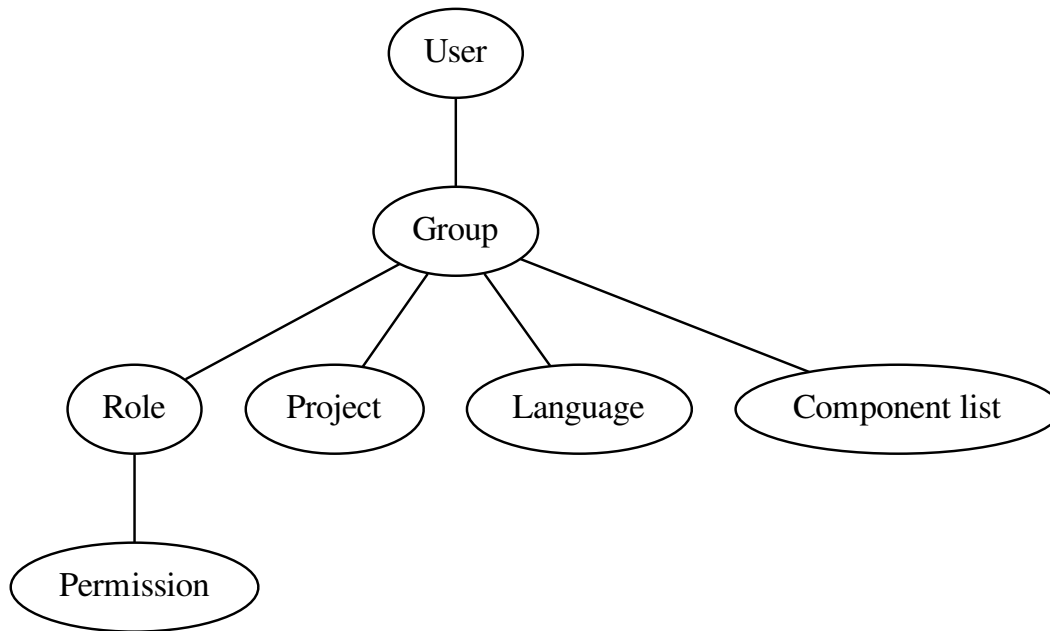 User
Group
Role
Project
Language
Component list
Permission